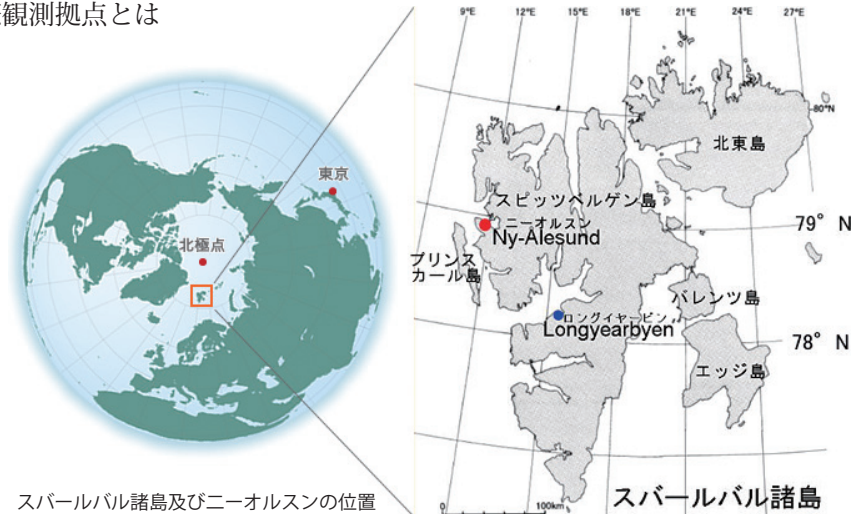 観測拠点とは
東京
北極点
スバールバル諸島及びニーオルスンの位置
9°E 12°E 15°E 18°E 21°E 24°E 27°E
80°N
北東島
スピッツベルゲン島
ニーオルスン
Ny-Alesund
79° N
プリンス
カール島
バレンツ島
ロングイヤービン
Longyearbyen
78° N
エッジ島
0 100km
スバールバル諸島